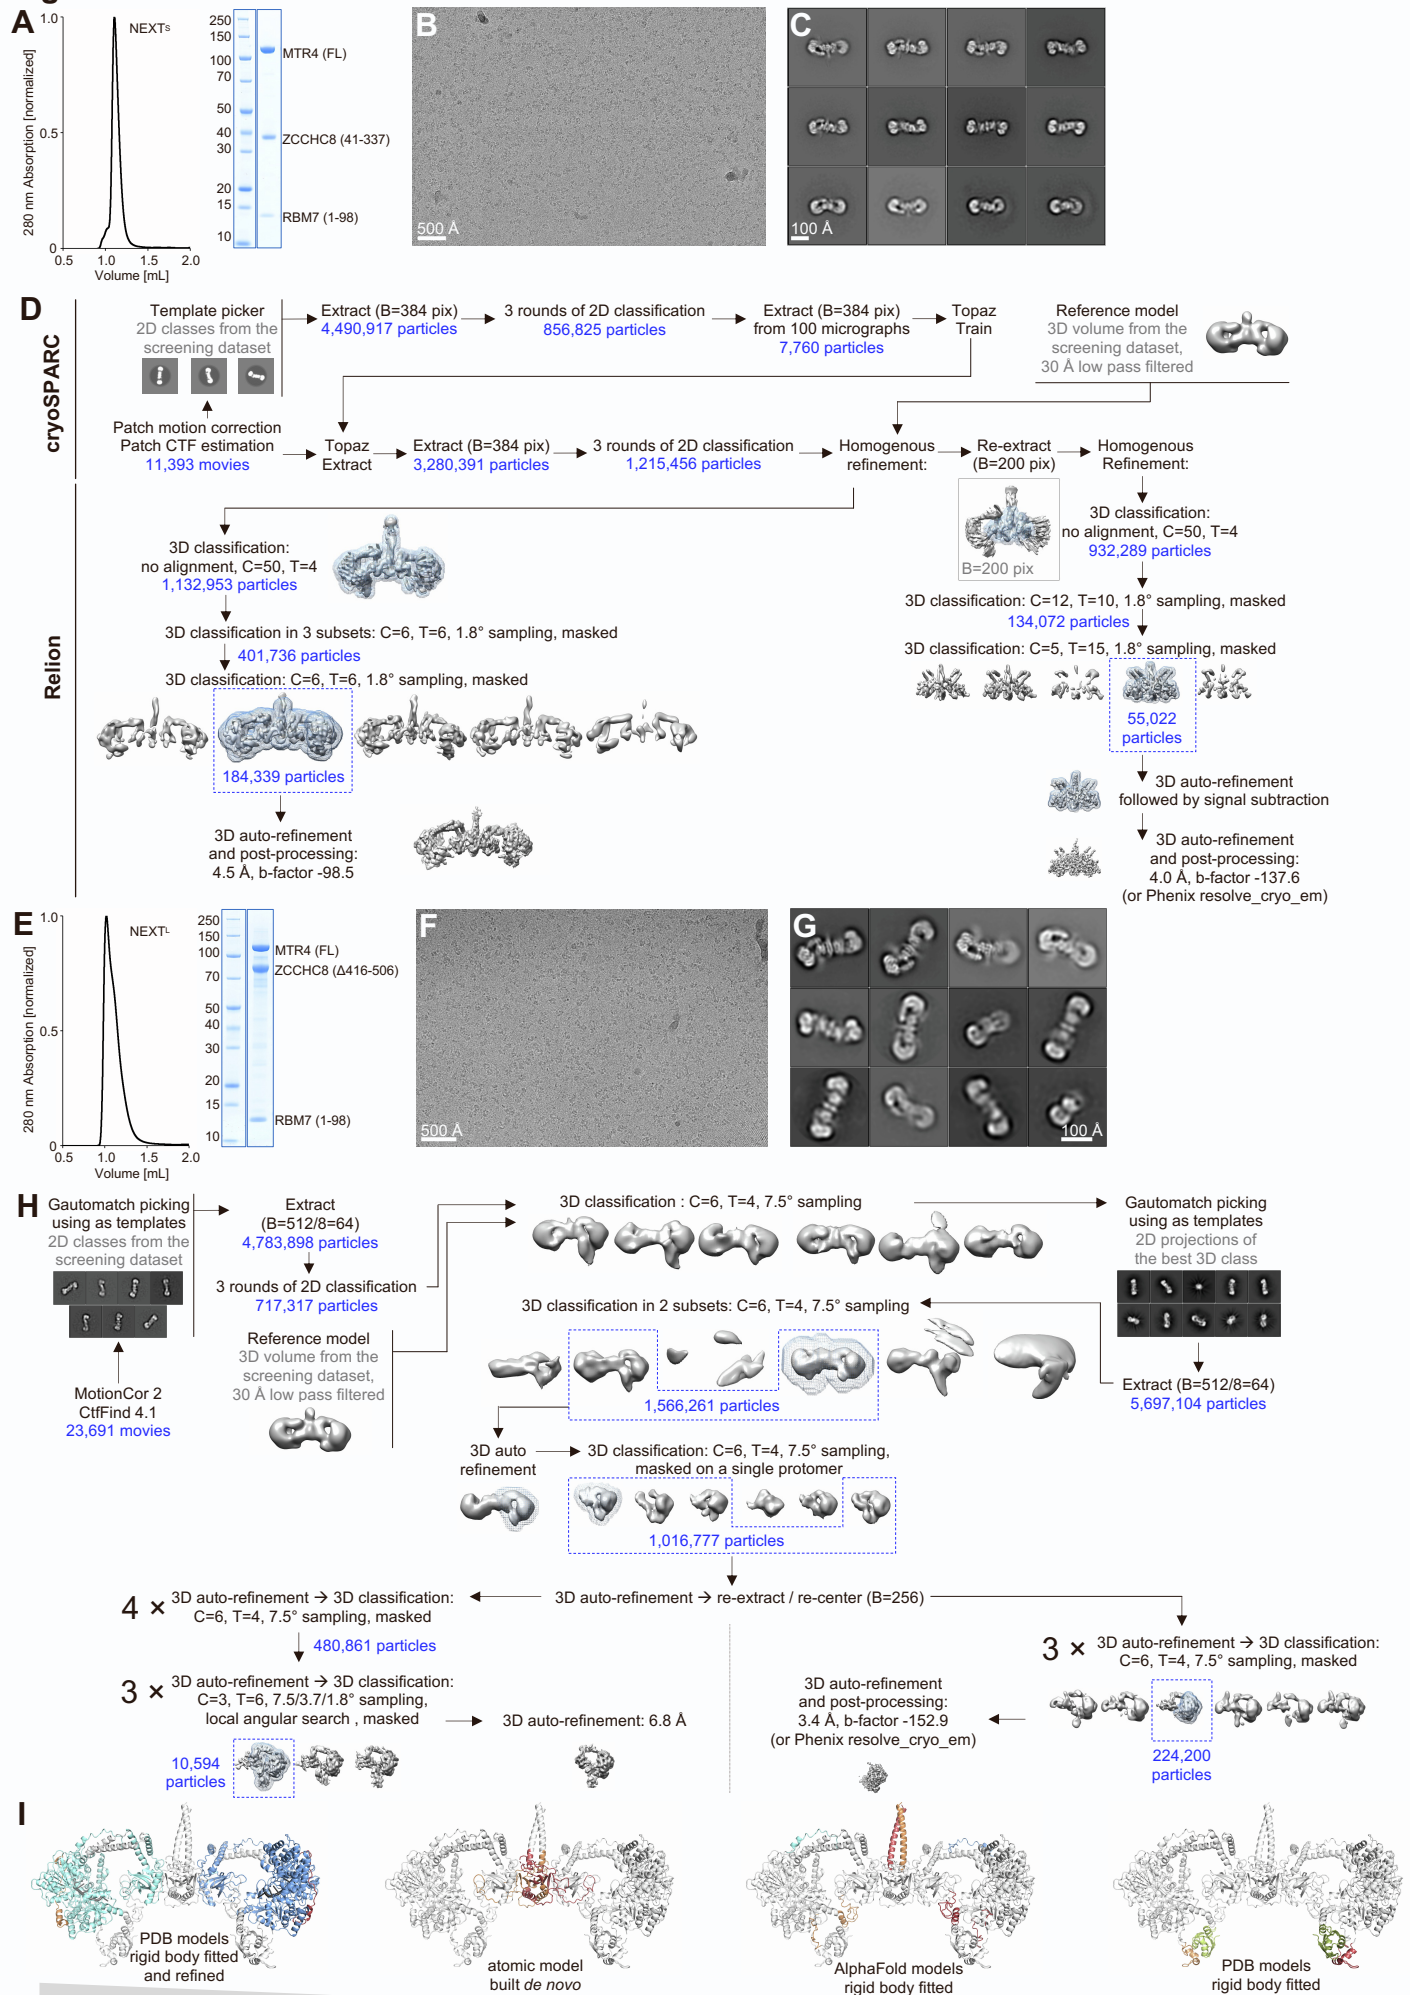 A
280 nm Absorption [normalized]
1.0
0.5
0
NEXTS
0.5
1.0
1.5
2.0
Volume [mL]
250
150
100
70
50
40
30
20
15
10
MTR4 (FL)
ZCCHC8 (41-337)
RBM7 (1-98)
B
500 Å
C
100 Å
D
cryoSPARC
Relion
Template picker
2D classes from the
screening dataset
Extract (B=384 pix)
4,490,917 particles
3 rounds of 2D classification
856,825 particles
Extract (B=384 pix)
from 100 micrographs
7,760 particles
Topaz
Train
Reference model
3D volume from the
screening dataset,
30 Å low pass filtered
Patch motion correction
Patch CTF estimation
11,393 movies
Topaz
Extract
Extract (B=384 pix)
3,280,391 particles
3 rounds of 2D classification
1,215,456 particles
Homogenous
refinement:
Re-extract
(B=200 pix)
Homogenous
Refinement:
B=200 pix
3D classification:
no alignment, C=50, T=4
1,132,953 particles
3D classification in 3 subsets: C=6, T=6, 1.8° sampling, masked
401,736 particles
3D classification: C=6, T=6, 1.8° sampling, masked
184,339 particles
3D auto-refinement
and post-processing:
4.5 Å, b-factor -98.5
3D classification:
no alignment, C=50, T=4
932,289 particles
3D classification: C=12, T=10, 1.8° sampling, masked
134,072 particles
3D classification: C=5, T=15, 1.8° sampling, masked
55,022
particles
3D auto-refinement
followed by signal subtraction
3D auto-refinement
and post-processing:
4.0 Å, b-factor -137.6
(or Phenix resolve_cryo_em)
E
280 nm Absorption [normalized]
1.0
0.5
0
NEXTL
0.5
1.0
1.5
2.0
Volume [mL]
250
150
100
70
50
40
30
20
15
10
MTR4 (FL)
ZCCHC8 (Δ416-506)
RBM7 (1-98)
F
500 Å
G
100 Å
H
Gautomatch picking
using as templates
2D classes from the
screening dataset
MotionCor 2
CtfFind 4.1
23,691 movies
Extract
(B=512/8=64)
4,783,898 particles
3 rounds of 2D classification
717,317 particles
Reference model
3D volume from the
screening dataset,
30 Å low pass filtered
3D classification : C=6, T=4, 7.5° sampling
Gautomatch picking
using as templates
2D projections of
the best 3D class
Extract (B=512/8=64)
5,697,104 particles
3D classification in 2 subsets: C=6, T=4, 7.5° sampling
1,566,261 particles
3D auto
refinement
3D classification: C=6, T=4, 7.5° sampling,
masked on a single protomer
1,016,777 particles
3D auto-refinement → re-extract / re-center (B=256)
4 × 3D auto-refinement → 3D classification:
C=6, T=4, 7.5° sampling, masked
480,861 particles
3 × 3D auto-refinement → 3D classification:
C=3, T=6, 7.5/3.7/1.8° sampling,
local angular search , masked
10,594
particles
3D auto-refinement: 6.8 Å
3 × 3D auto-refinement → 3D classification:
C=6, T=4, 7.5° sampling, masked
224,200
particles
3D auto-refinement
and post-processing:
3.4 Å, b-factor -152.9
(or Phenix resolve_cryo_em)
I
PDB models
rigid body fitted
and refined
atomic model
built de novo
AlphaFold models
rigid body fitted
PDB models
rigid body fitted